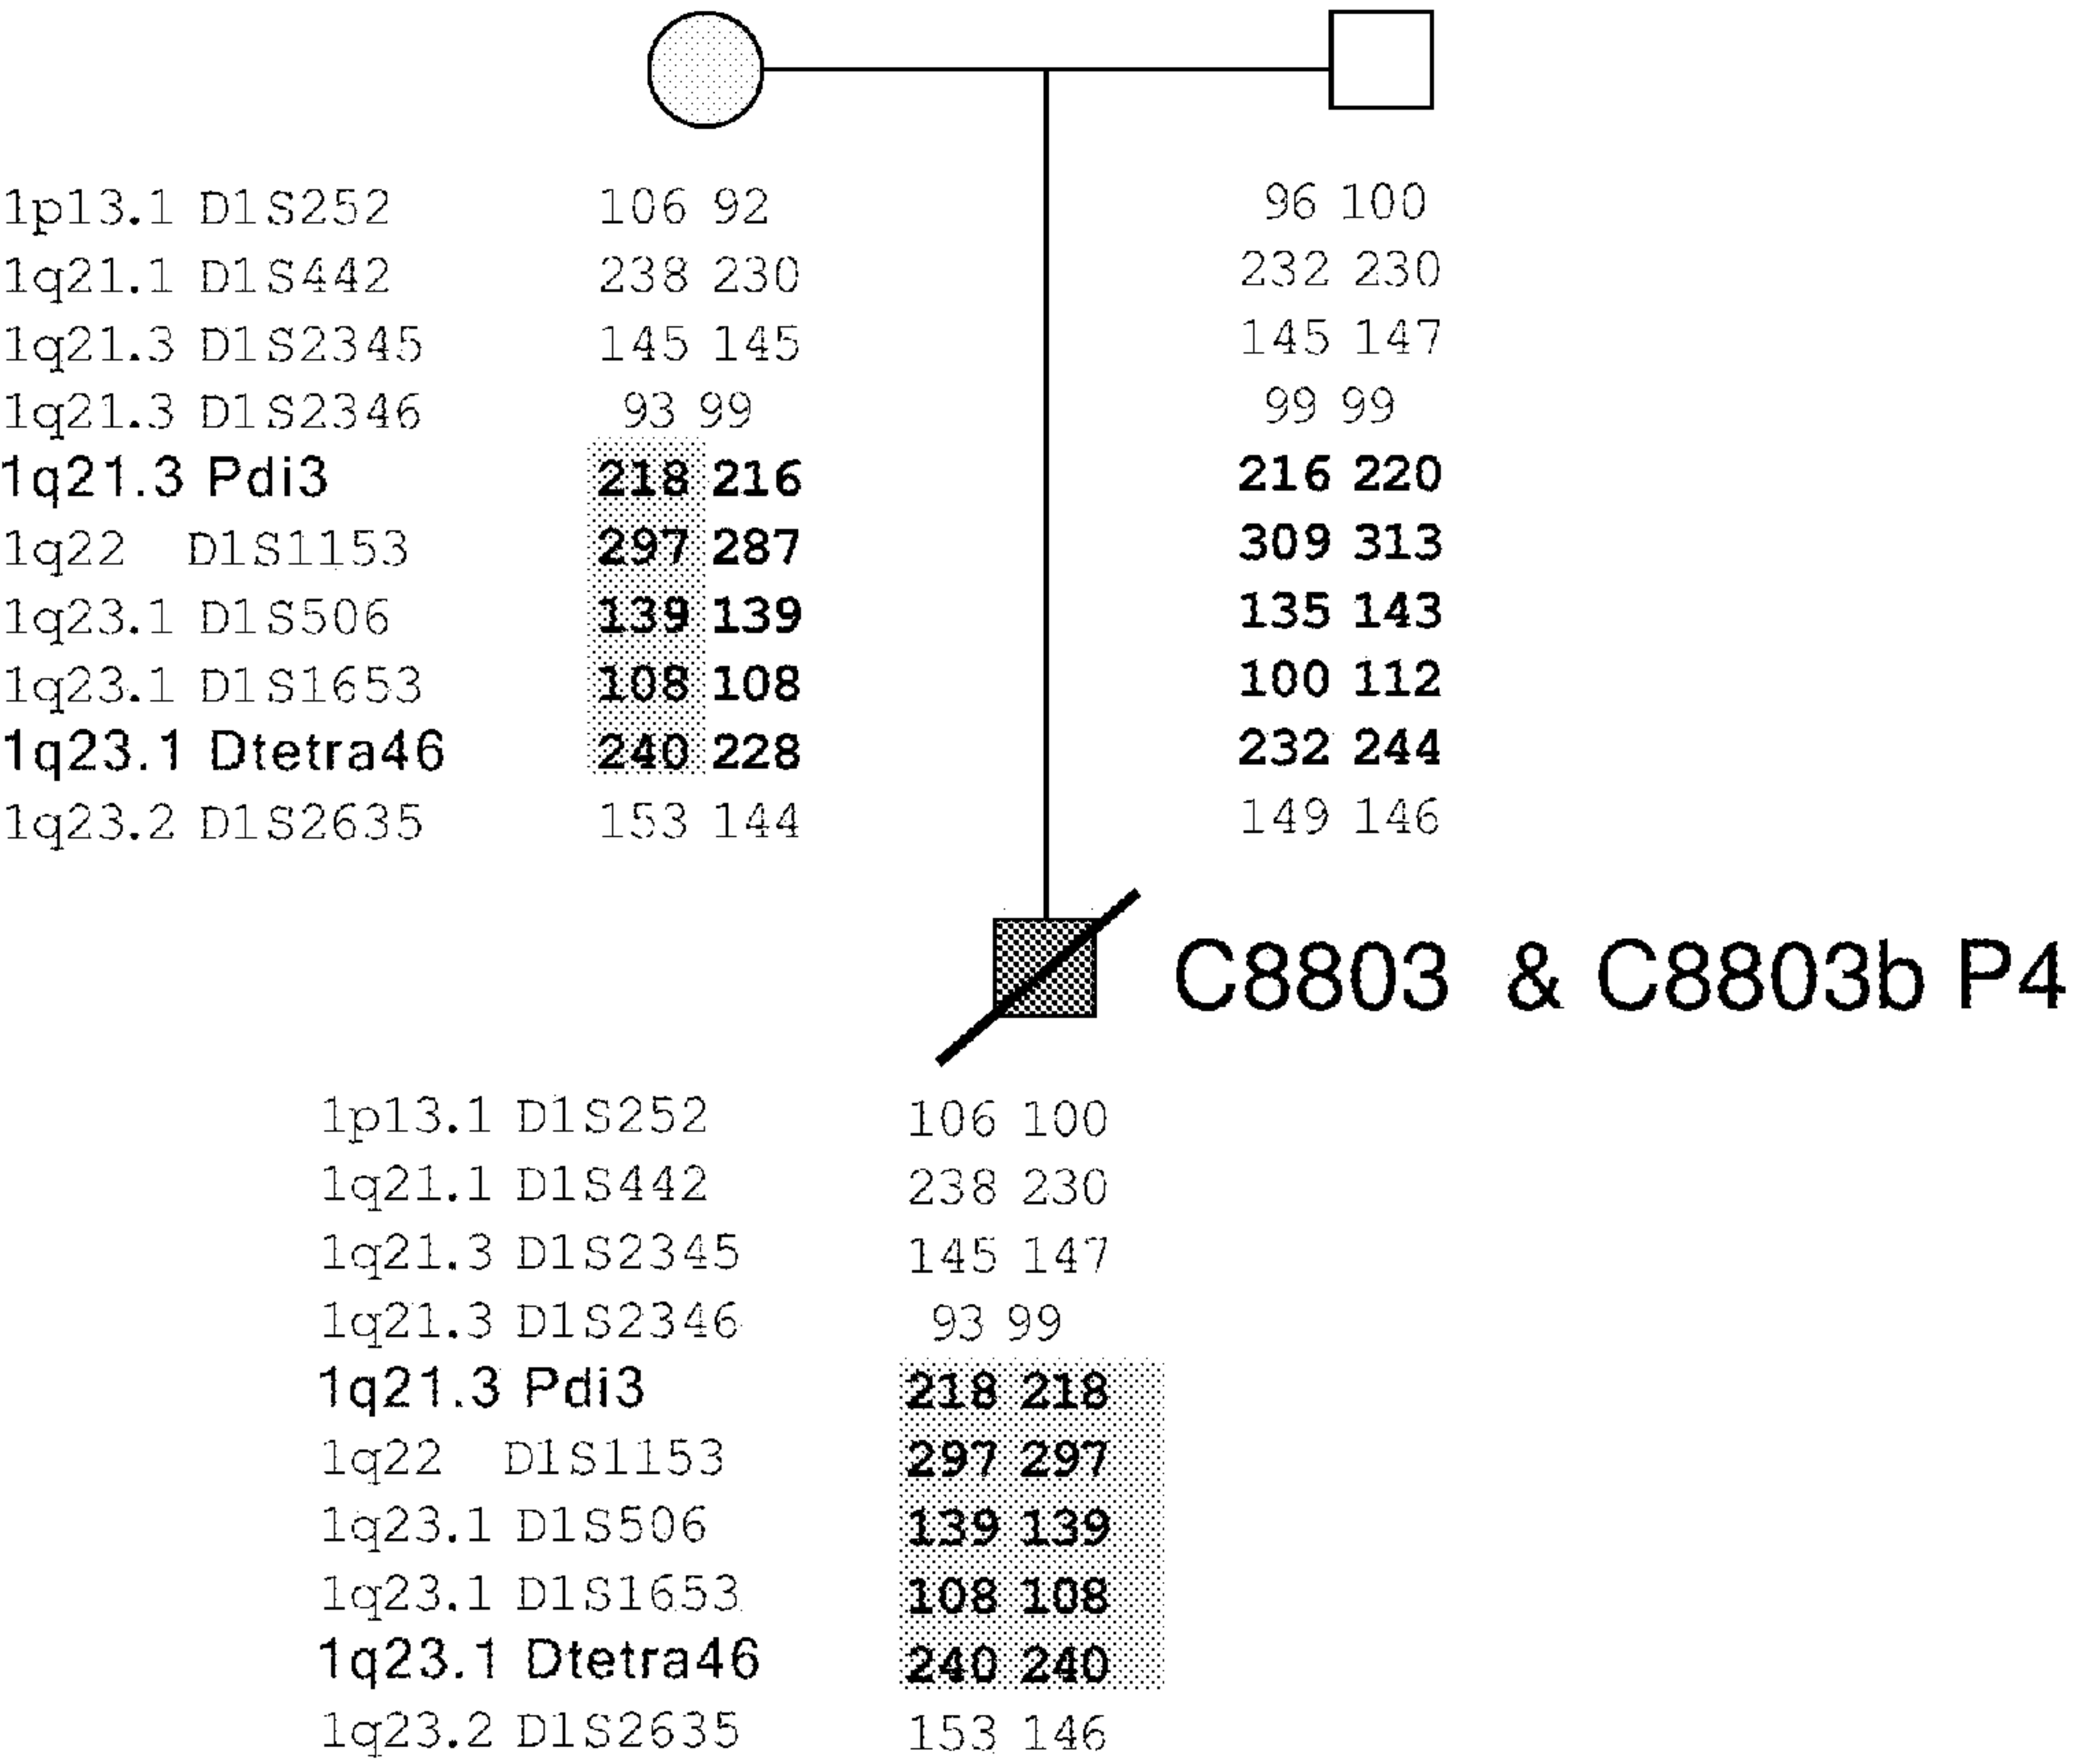 1p13.1 D1S252 106 92 96 100
1q21.1 D1S442 238 230 232 230
1q21.3 D1S2345 145 145 145 147
1q21.3 D1S2346 93 99 99 99
1q21.3 Pdi3 218 216 216 220
1q22 D1S1153 297 287 309 313
1q23.1 D1S506 139 139 135 143
1q23.1 D1S1653 108 108 100 112
1q23.1 Dtetra46 240 228 232 244
1q23.2 D1S2635 153 144 149 146
C8803 & C8803b P4
1p13.1 D1S252 106 100
1q21.1 D1S442 238 230
1q21.3 D1S2345 145 147
1q21.3 D1S2346 93 99
1q21.3 Pdi3 218 218
1q22 D1S1153 297 297
1q23.1 D1S506 139 139
1q23.1 D1S1653 108 108
1q23.1 Dtetra46 240 240
1q23.2 D1S2635 153 146